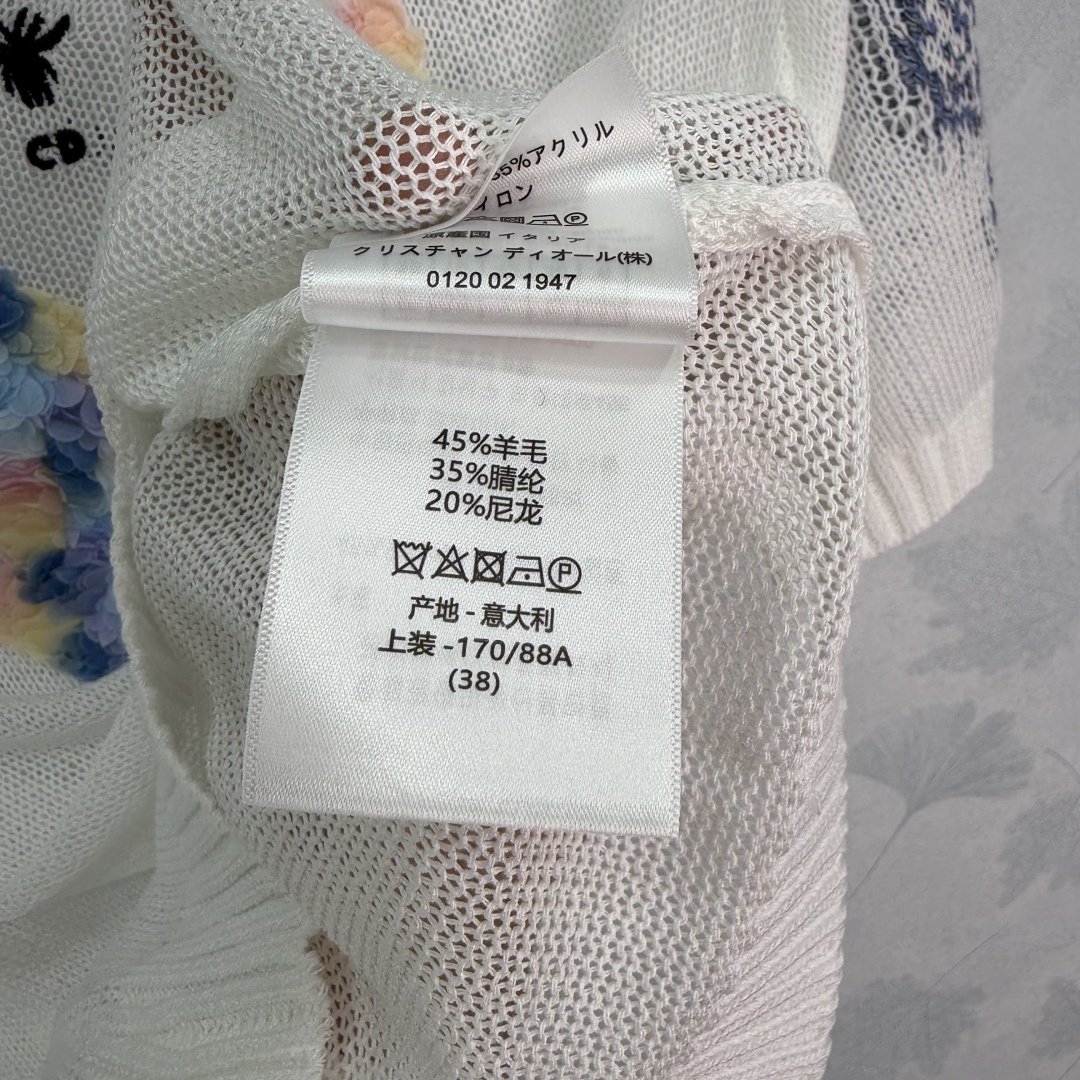 35%アクリル
イロン
原産国 イタリア
クリスチャン ディオール(株)
0120 02 1947
45%羊毛
35%腈纶
20%尼龙
P
产地 - 意大利
上装 -170/88A
(38)